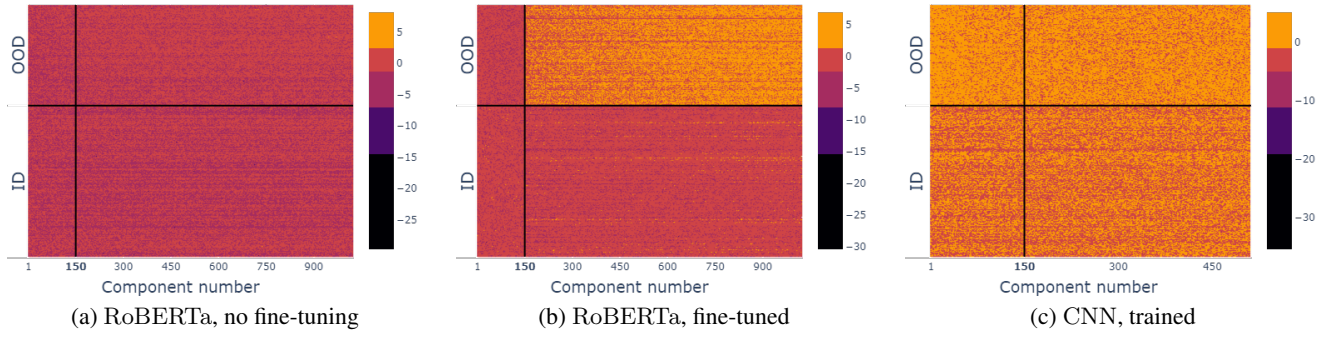 OOD
ID
5
0
−5
−10
−15
−20
−25
1 150 300 450 600 750 900
Component number
(a) RoBERTa, no fine-tuning
OOD
ID
5
0
−5
−10
−15
−20
−25
−30
1 150 300 450 600 750 900
Component number
(b) RoBERTa, fine-tuned
OOD
ID
0
−10
−20
−30
1 150 300 450
Component number
(c) CNN, trained